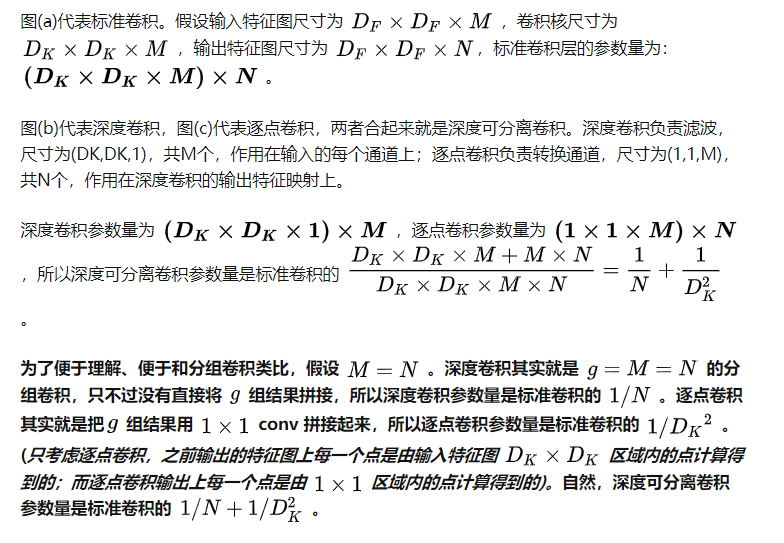 图(a)代表标准卷积。假设输入特征图尺寸为 D_F × D_F × M ，卷积核尺寸为
D_K × D_K × M ，输出特征图尺寸为 D_F × D_F × N，标准卷积层的参数量为：
(D_K × D_K × M) × N 。
图(b)代表深度卷积，图(c)代表逐点卷积，两者合起来就是深度可分离卷积。深度卷积负责滤波，
尺寸为(DK,DK,1)，共M个，作用在输入的每个通道上；逐点卷积负责转换通道，尺寸为(1,1,M)，
共N个，作用在深度卷积的输出特征映射上。
深度卷积参数量为 (D_K × D_K × 1) × M ，逐点卷积参数量为 (1 × 1 × M) × N
，所以深度可分离卷积参数量是标准卷积的 \frac{D_K × D_K × M + M × N}{D_K × D_K × M × N} = \frac{1}{N} + \frac{1}{D_K^2}
。
为了便于理解、便于和分组卷积类比，假设 M = N 。深度卷积其实就是 g = M = N 的分
组卷积，只不过没有直接将 g 组结果拼接，所以深度卷积参数量是标准卷积的 1/N 。逐点卷积
其实就是把g 组结果用 1 × 1 conv 拼接起来，所以逐点卷积参数量是标准卷积的 1/D_K^2 。
(只考虑逐点卷积，之前输出的特征图上每一个点是由输入特征图 D_K × D_K 区域内的点计算得
到的；而逐点卷积输出上每一个点是由 1 × 1 区域内的点计算得到的)。自然，深度可分离卷积
参数量是标准卷积的 1/N + 1/D_K^2 。